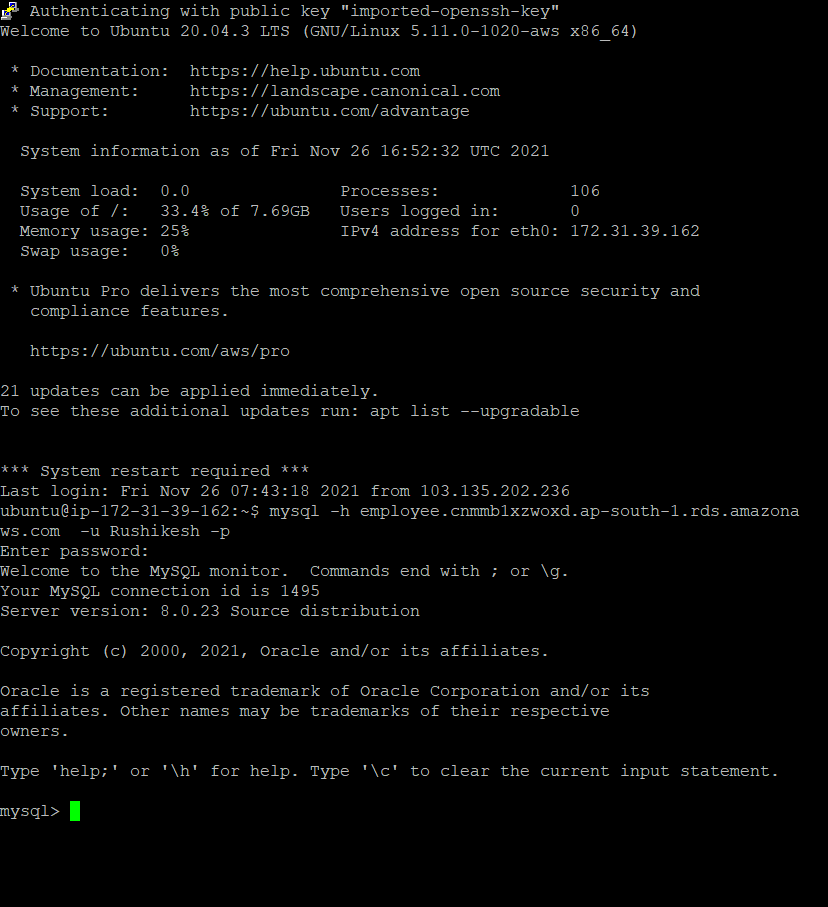 Authenticating with public key "imported-openssh-key"
Welcome to Ubuntu 20.04.3 LTS (GNU/Linux 5.11.0-1020-aws x86_64)
* Documentation:  https://help.ubuntu.com
* Management:     https://landscape.canonical.com
* Support:        https://ubuntu.com/advantage
System information as of Fri Nov 26 16:52:32 UTC 2021
System load:  0.0               Processes:             106
Usage of /:   33.4% of 7.69GB   Users logged in:       0
Memory usage: 25%               IPv4 address for eth0: 172.31.39.162
Swap usage:   0%
* Ubuntu Pro delivers the most comprehensive open source security and
compliance features.
https://ubuntu.com/aws/pro
21 updates can be applied immediately.
To see these additional updates run: apt list --upgradable
*** System restart required ***
Last login: Fri Nov 26 07:43:18 2021 from 103.135.202.236
ubuntu@ip-172-31-39-162:~$ mysql -h employee.cnmmb1xzwoxd.ap-south-1.rds.amazona
ws.com  -u Rushikesh -p
Enter password:
Welcome to the MySQL monitor.  Commands end with ; or \g.
Your MySQL connection id is 1495
Server version: 8.0.23 Source distribution
Copyright (c) 2000, 2021, Oracle and/or its affiliates.
Oracle is a registered trademark of Oracle Corporation and/or its
affiliates. Other names may be trademarks of their respective
owners.
Type 'help;' or '\h' for help. Type '\c' to clear the current input statement.
mysql>